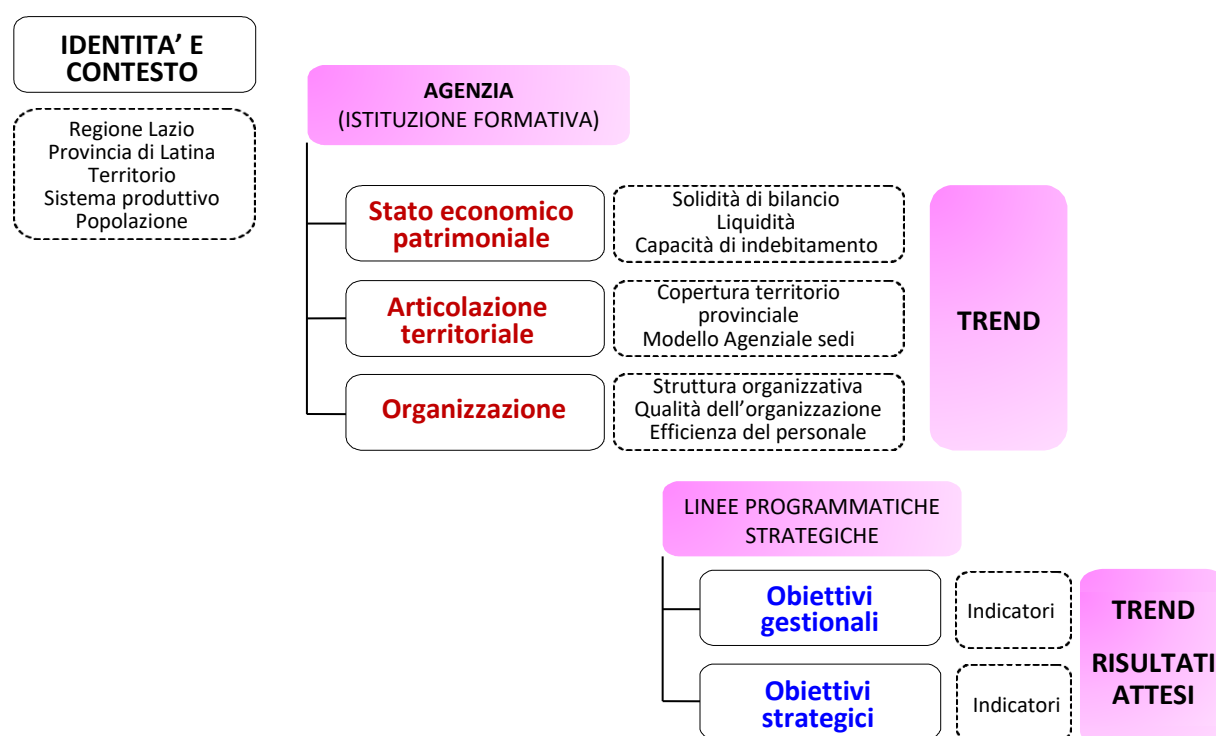 IDENTITA’ E
CONTESTO
Regione Lazio
Provincia di Latina
Territorio
Sistema produttivo
Popolazione
AGENZIA
(ISTITUZIONE FORMATIVA)
Stato economico
patrimoniale
Solidità di bilancio
Liquidità
Capacità di indebitamento
Articolazione
territoriale
Copertura territorio
provinciale
Modello Agenziale sedi
Organizzazione
Struttura organizzativa
Qualità dell’organizzazione
Efficienza del personale
TREND
LINEE PROGRAMMATICHE
STRATEGICHE
Obiettivi
gestionali
Indicatori
Obiettivi
strategici
Indicatori
TREND
RISULTATI
ATTESI